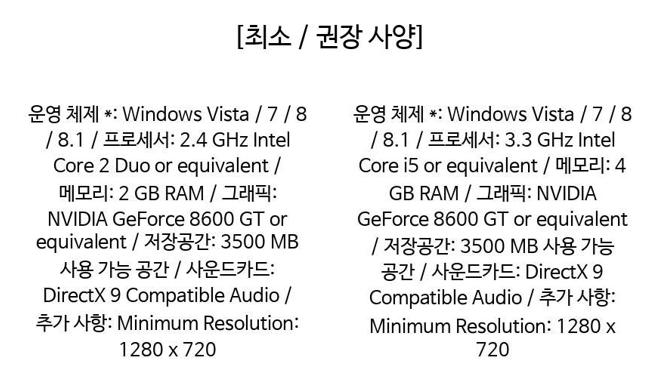 [최소 / 권장 사양]
운영 체제 *: Windows Vista / 7 / 8
/ 8.1 / 프로세서: 2.4 GHz Intel
Core 2 Duo or equivalent /
메모리: 2 GB RAM / 그래픽:
NVIDIA GeForce 8600 GT or
equivalent / 저장공간: 3500 MB
사용 가능 공간 / 사운드카드:
DirectX 9 Compatible Audio /
추가 사항: Minimum Resolution:
1280 x 720
운영 체제 *: Windows Vista / 7 / 8
/ 8.1 / 프로세서: 3.3 GHz Intel
Core i5 or equivalent / 메모리: 4
GB RAM / 그래픽: NVIDIA
GeForce 8600 GT or equivalent
/ 저장공간: 3500 MB 사용 가능
공간 / 사운드카드: DirectX 9
Compatible Audio / 추가 사항:
Minimum Resolution: 1280 x
720